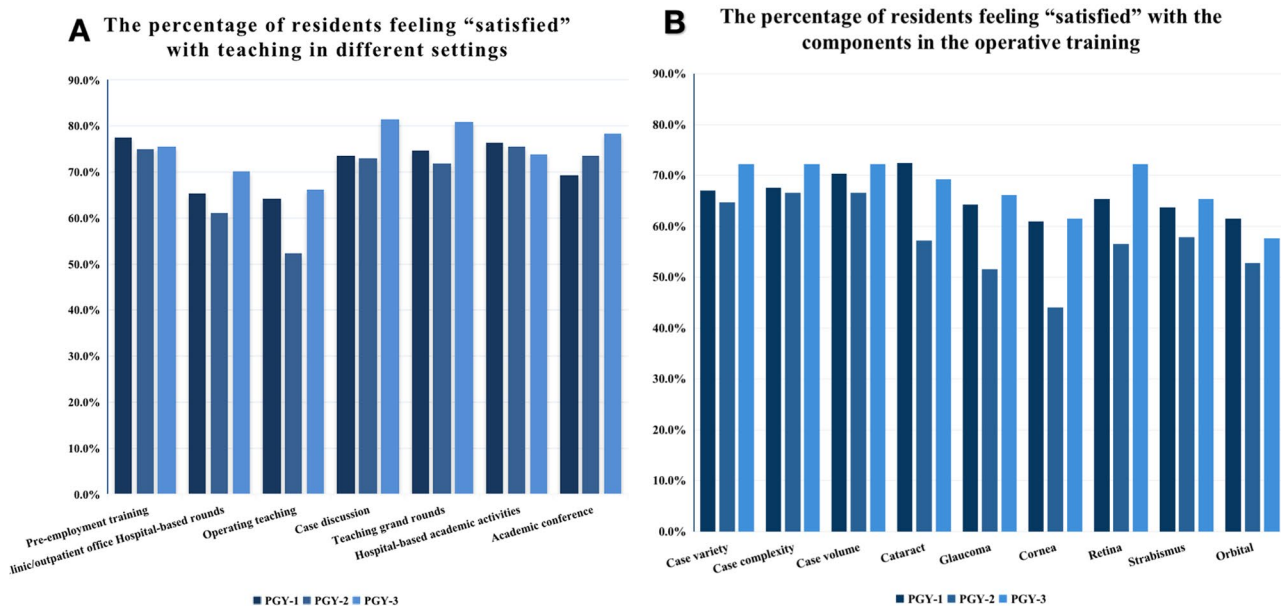 A The percentage of residents feeling “satisfied”
with teaching in different settings
90.0%
80.0%
70.0%
60.0%
50.0%
40.0%
30.0%
20.0%
10.0%
0.0%
Pre-employment training
linic/outpatient office Hospital-based rounds
Operating teaching
Case discussion
Teaching grand rounds
Hospital-based academic activities
Academic conference
PGY-1 PGY-2 PGY-3
B The percentage of residents feeling “satisfied” with the
components in the operative training
90.0%
80.0%
70.0%
60.0%
50.0%
40.0%
30.0%
20.0%
10.0%
0.0%
Case variety
Case complexity
Case volume
Cataract
Glaucoma
Cornea
Retina
Strabismus
Orbital
PGY-1 PGY-2 PGY-3